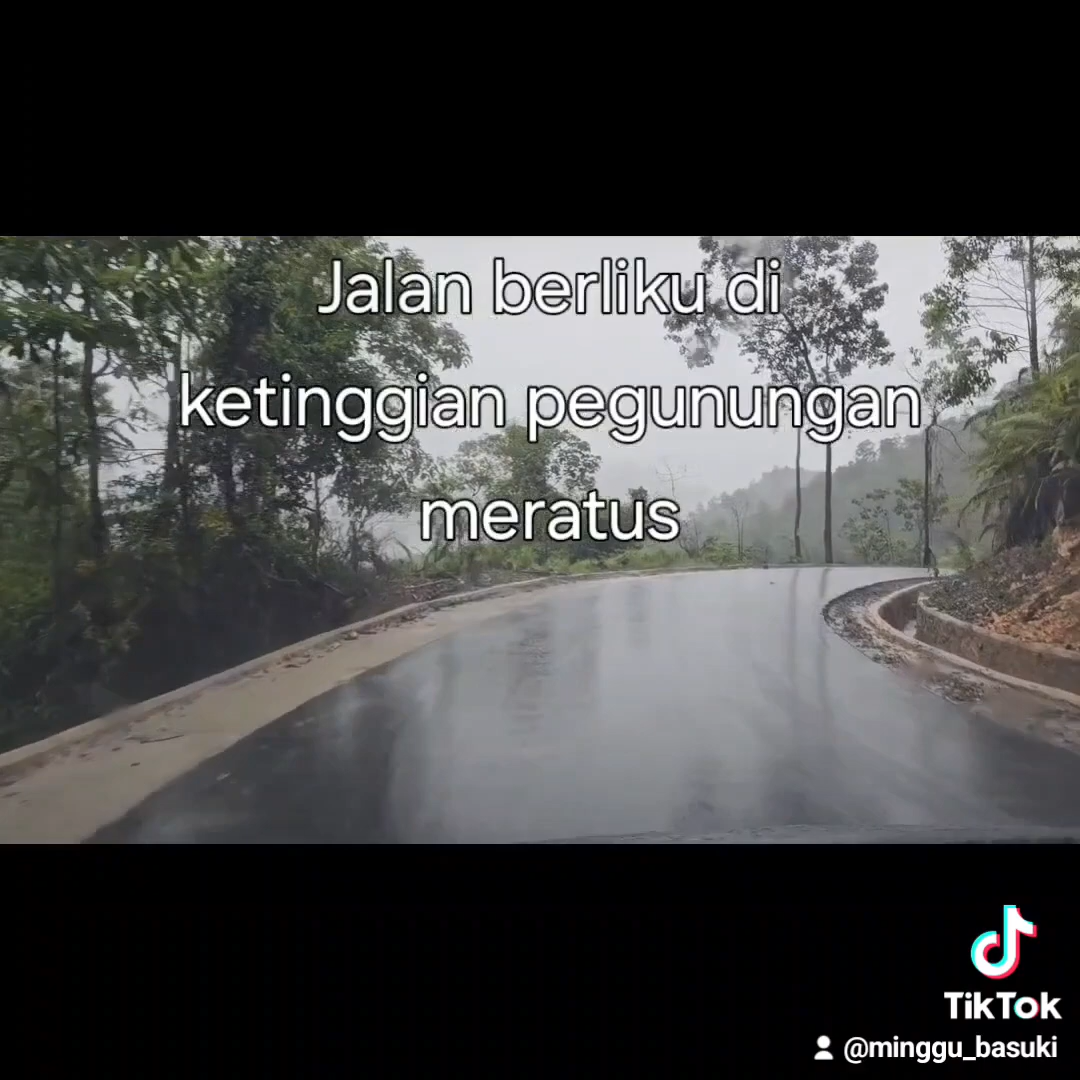 Jalan berliku di
ketinggian pegunungan
meratus
TikTok
@minggu_basuki